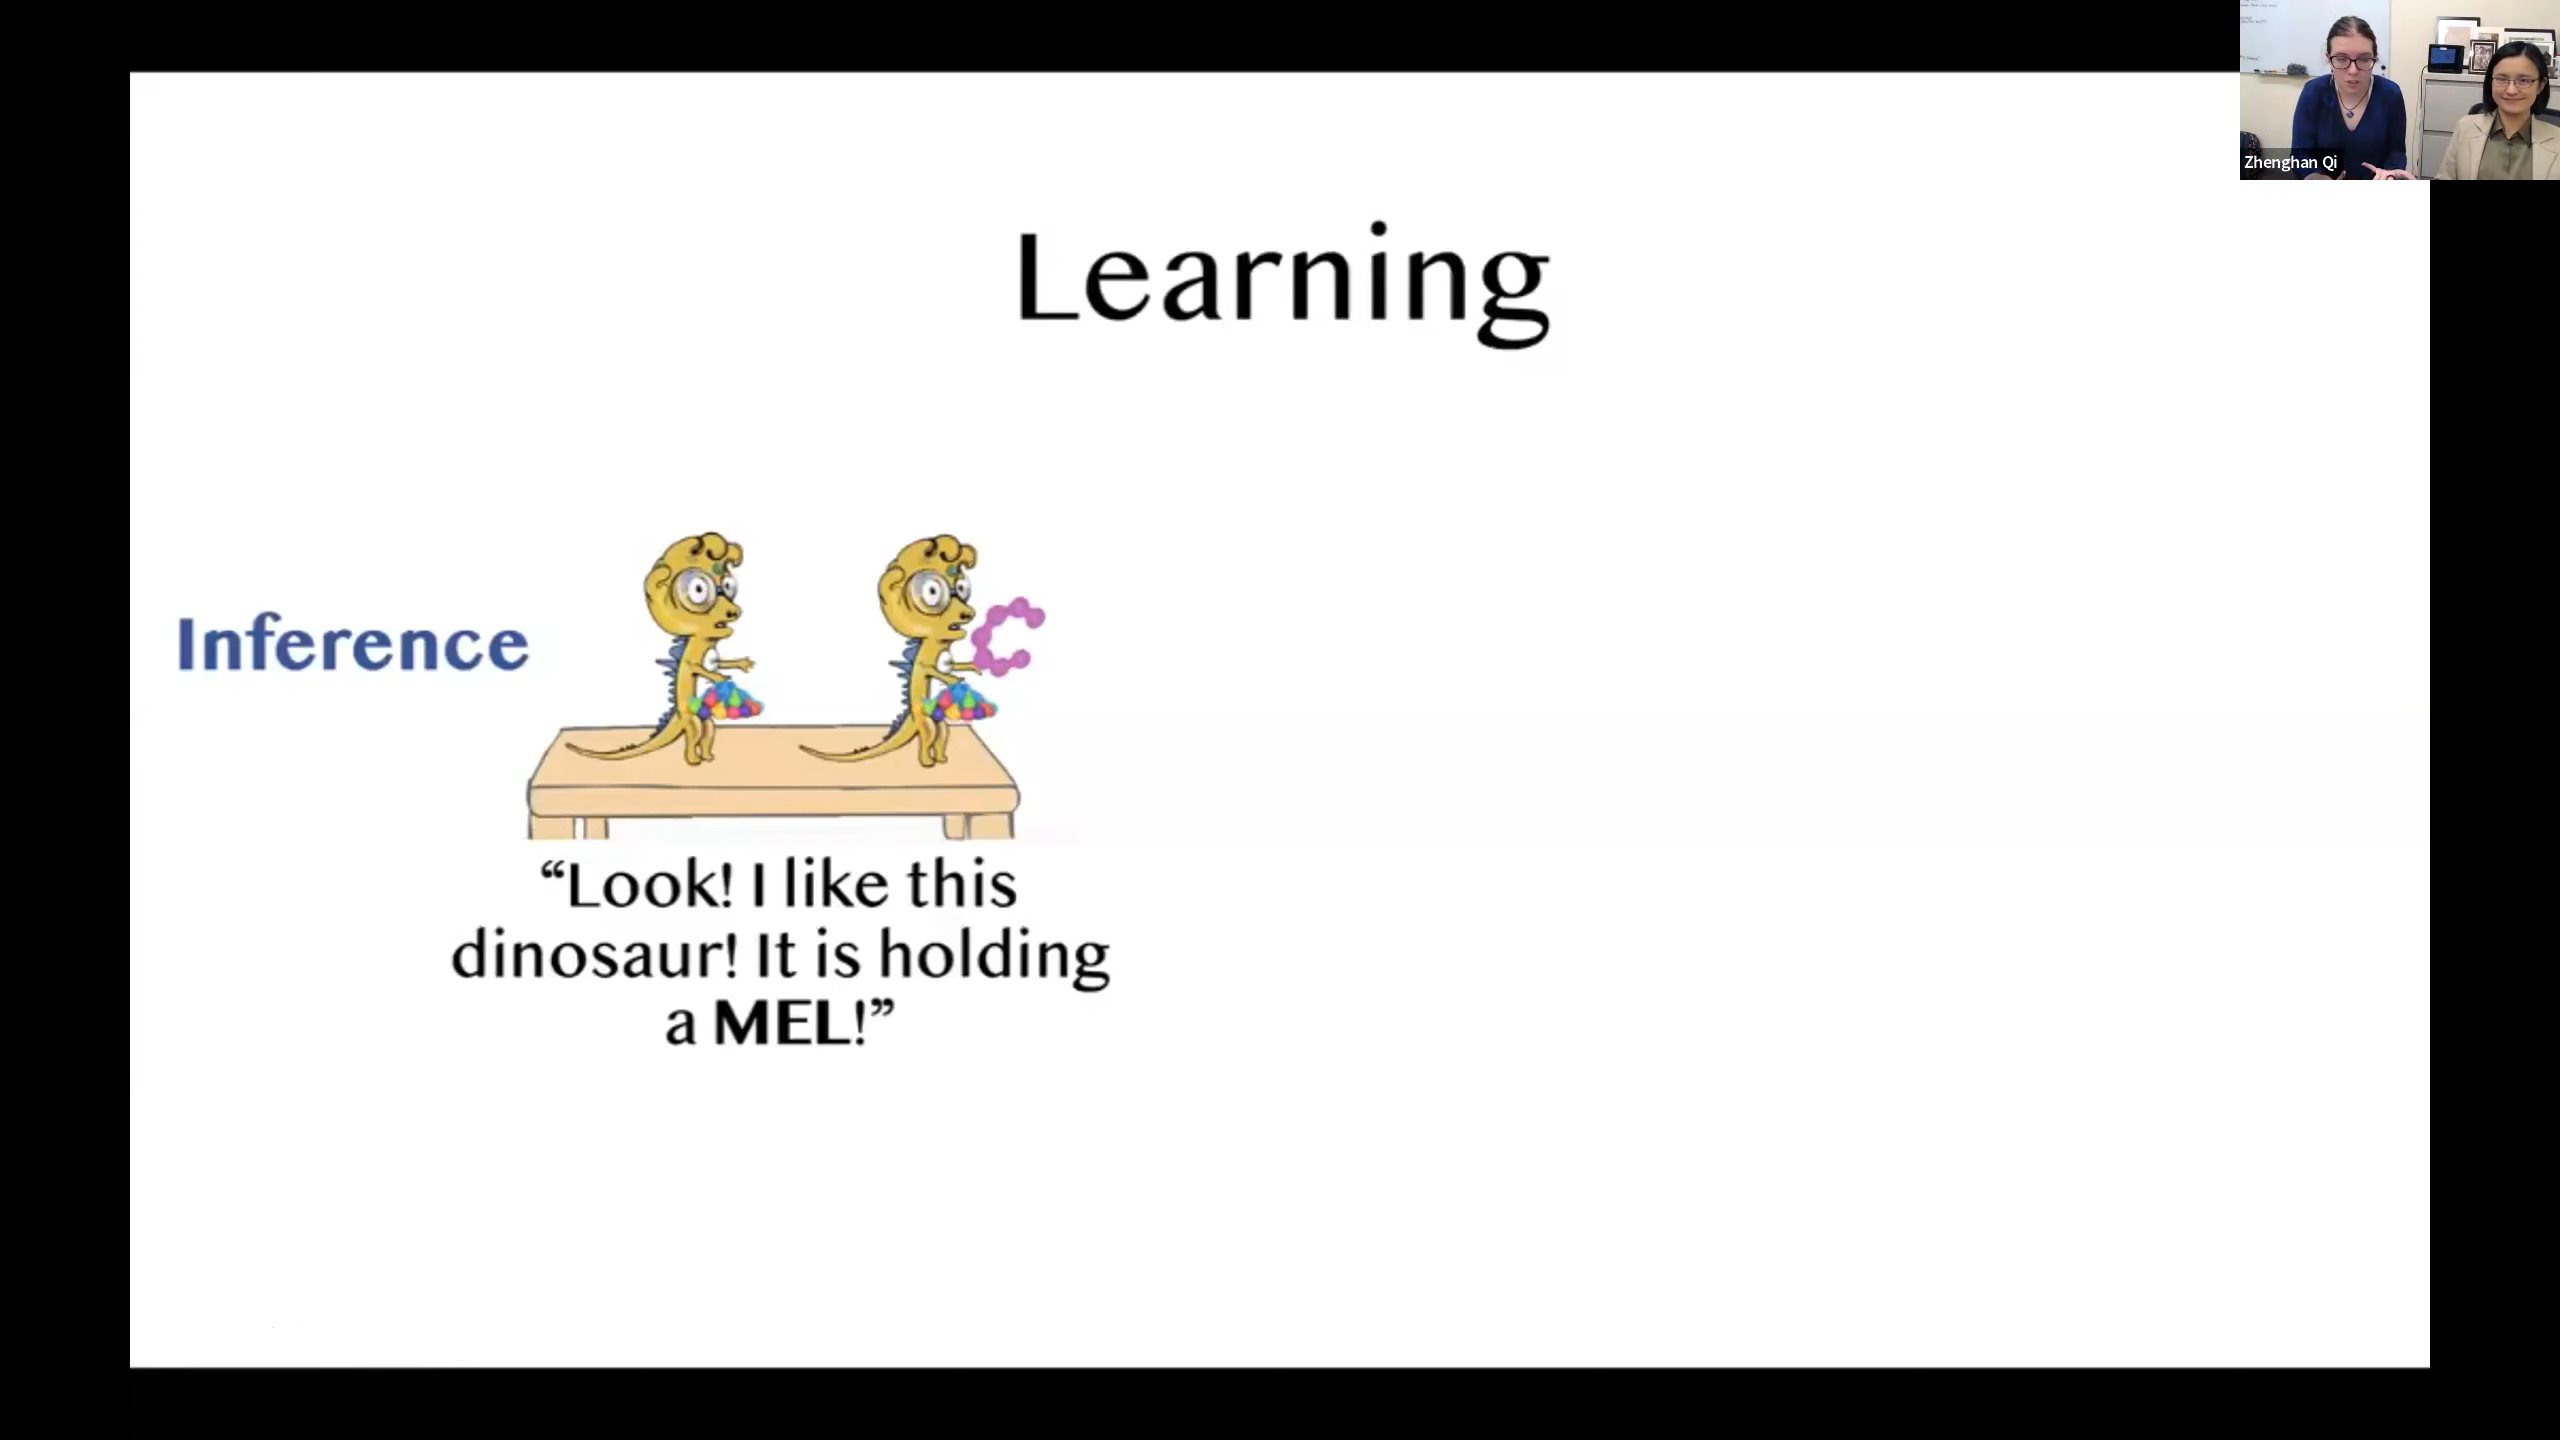 Zhenghan Qi
Learning
Inference
“Look! I like this
dinosaur! It is holding
a MEL!”